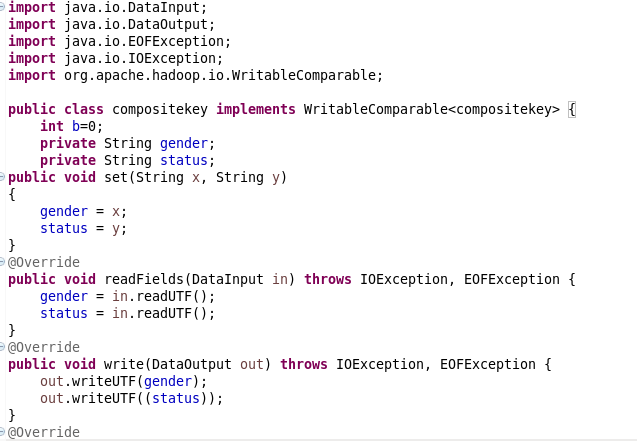 import java.io.DataInput;
import java.io.DataOutput;
import java.io.EOFException;
import java.io.IOException;
import org.apache.hadoop.io.WritableComparable;

public class compositekey implements WritableComparable<compositekey> {
    int b=0;
    private String gender;
    private String status;
public void set(String x, String y)
{
    gender = x;
    status = y;
}
@Override
public void readFields(DataInput in) throws IOException, EOFException {
    gender = in.readUTF();
    status = in.readUTF();
}
@Override
public void write(DataOutput out) throws IOException, EOFException {
    out.writeUTF(gender);
    out.writeUTF((status));
}
@Override